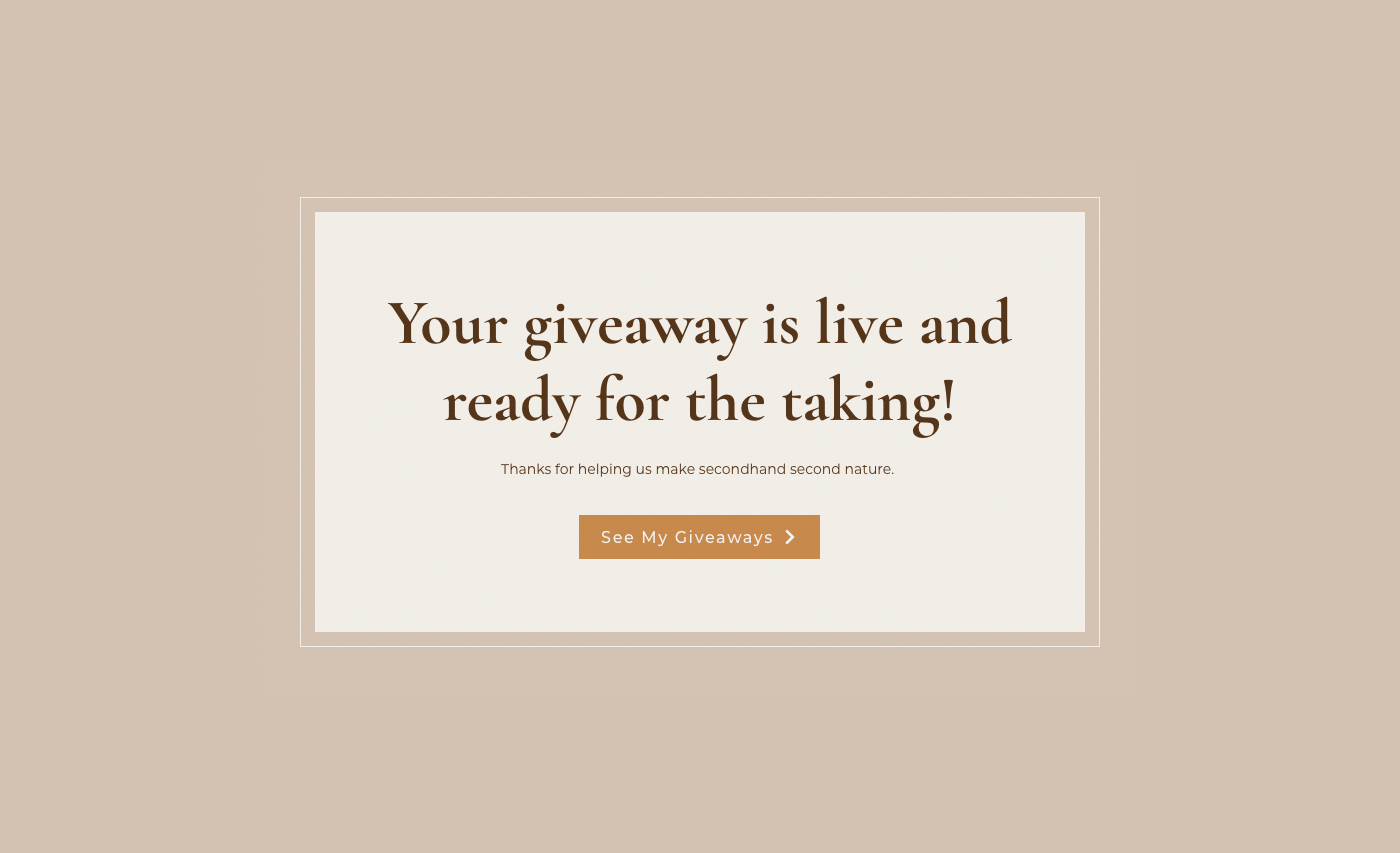 Your giveaway is live and
ready for the taking!
Thanks for helping us make secondhand second nature.
See My Giveaways